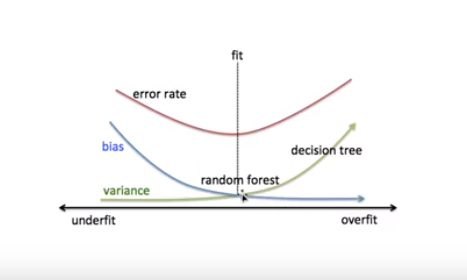 fit
error rate
bias
decision tree
random forest
variance
underfit
overfit